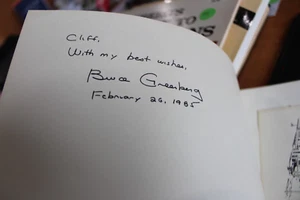 Cliff,
With my best wishes,
Bruce Greenberg
February 26, 1985